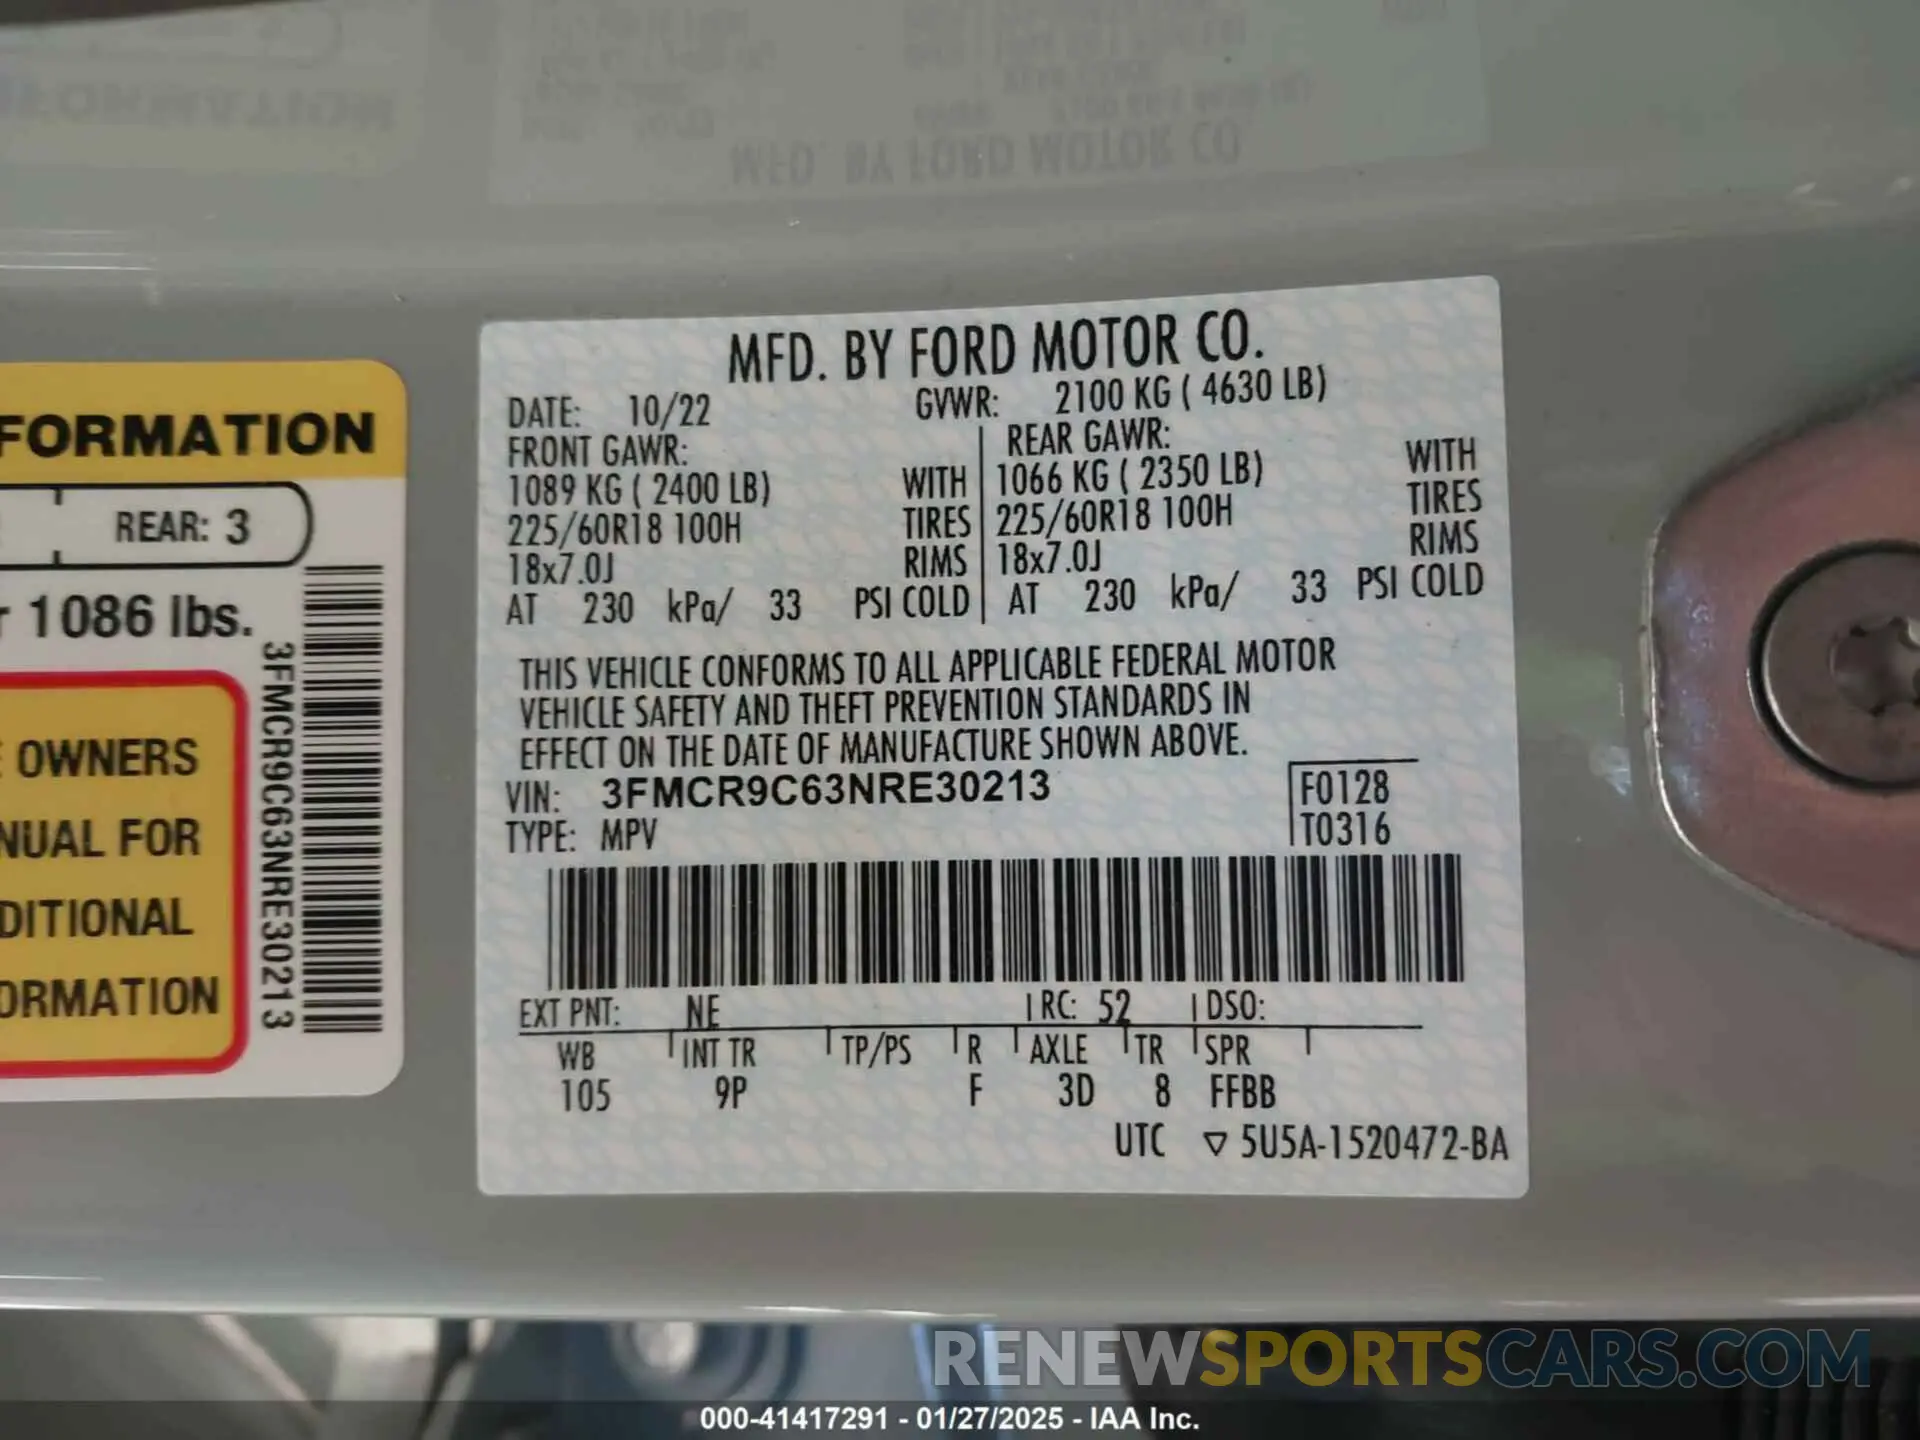 MFD. BY FORD MOTOR CO.
DATE: 10/22 GVWR: 2100 KG ( 4630 LB)
FRONT GAWR: REAR GAWR:
1089 KG ( 2400 LB) WITH 1066 KG ( 2350 LB) WITH
225/60R18 100H TIRES 225/60R18 100H TIRES
18x7.0J RIMS 18x7.0J RIMS
AT 230 kPa/ 33 PSI COLD AT 230 kPa/ 33 PSI COLD
THIS VEHICLE CONFORMS TO ALL APPLICABLE FEDERAL MOTOR
VEHICLE SAFETY AND THEFT PREVENTION STANDARDS IN
EFFECT ON THE DATE OF MANUFACTURE SHOWN ABOVE.
VIN: 3FMCR9C63NRE30213 F0128
TYPE: MPV T0316
EXT PNT: NE RC: 52 DSO:
WB INT TR TP/PS R AXLE TR SPR
105 9P F 3D 8 FFBB
UTC ▽ 5U5A-1520472-BA
FORMATION
REAR: 3
r 1086 lbs.
E OWNERS
NUAL FOR
DITIONAL
ORMATION
3FMCR9C63NRE30213
MFD. BY FORD MOTOR CO
RENEWSPORTSCARS.COM
000-41417291 - 01/27/2025 - IAA Inc.